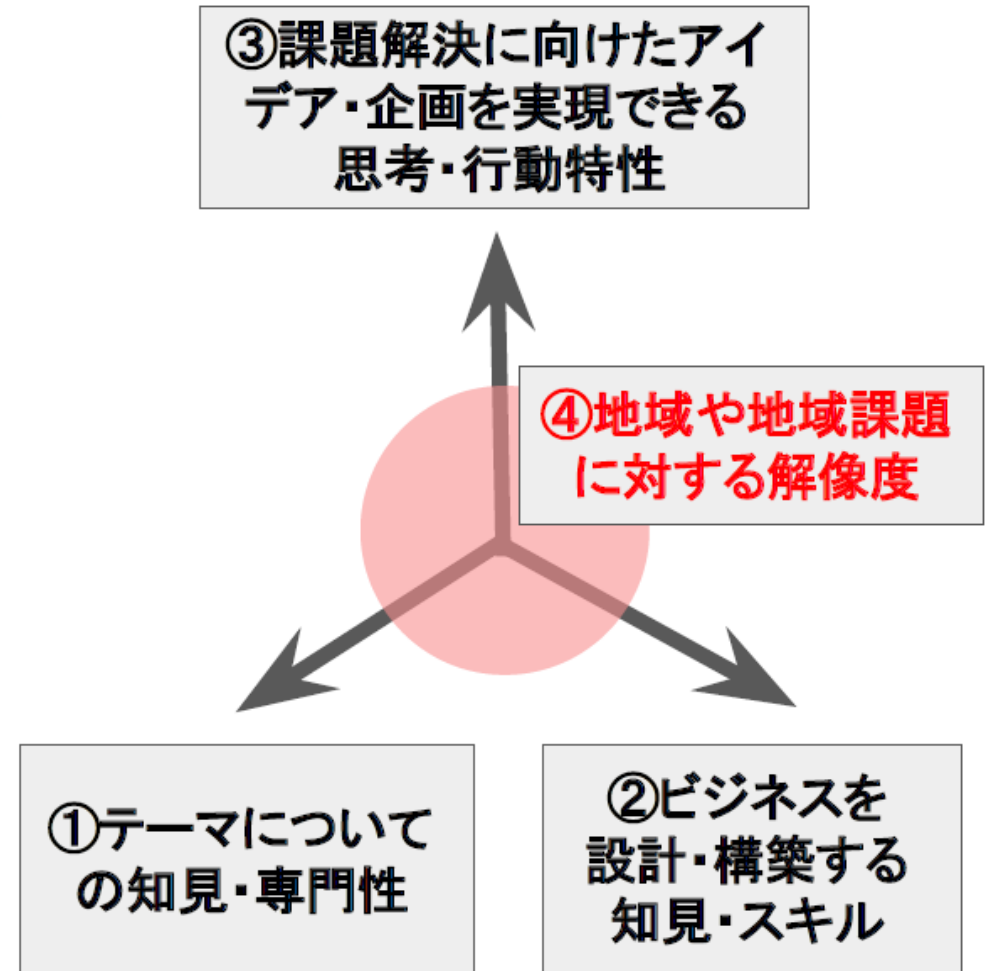 ③課題解決に向けたアイ
デア・企画を実現できる
思考・行動特性
④地域や地域課題
に対する解像度
①テーマについて
の知見・専門性
②ビジネスを
設計・構築する
知見・スキル